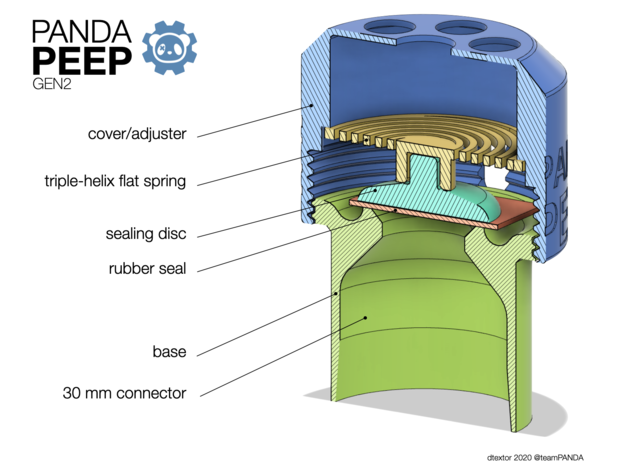 PANDA
PEEP
GEN2
cover/adjuster
triple-helix flat spring
sealing disc
rubber seal
base
30 mm connector
dtextor 2020 @teamPANDA